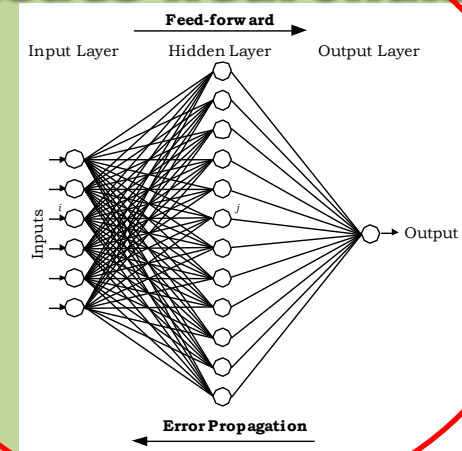 Feed-forward
Input Layer Hidden Layer Output Layer
i
j
Inputs
Output
Error Propagation